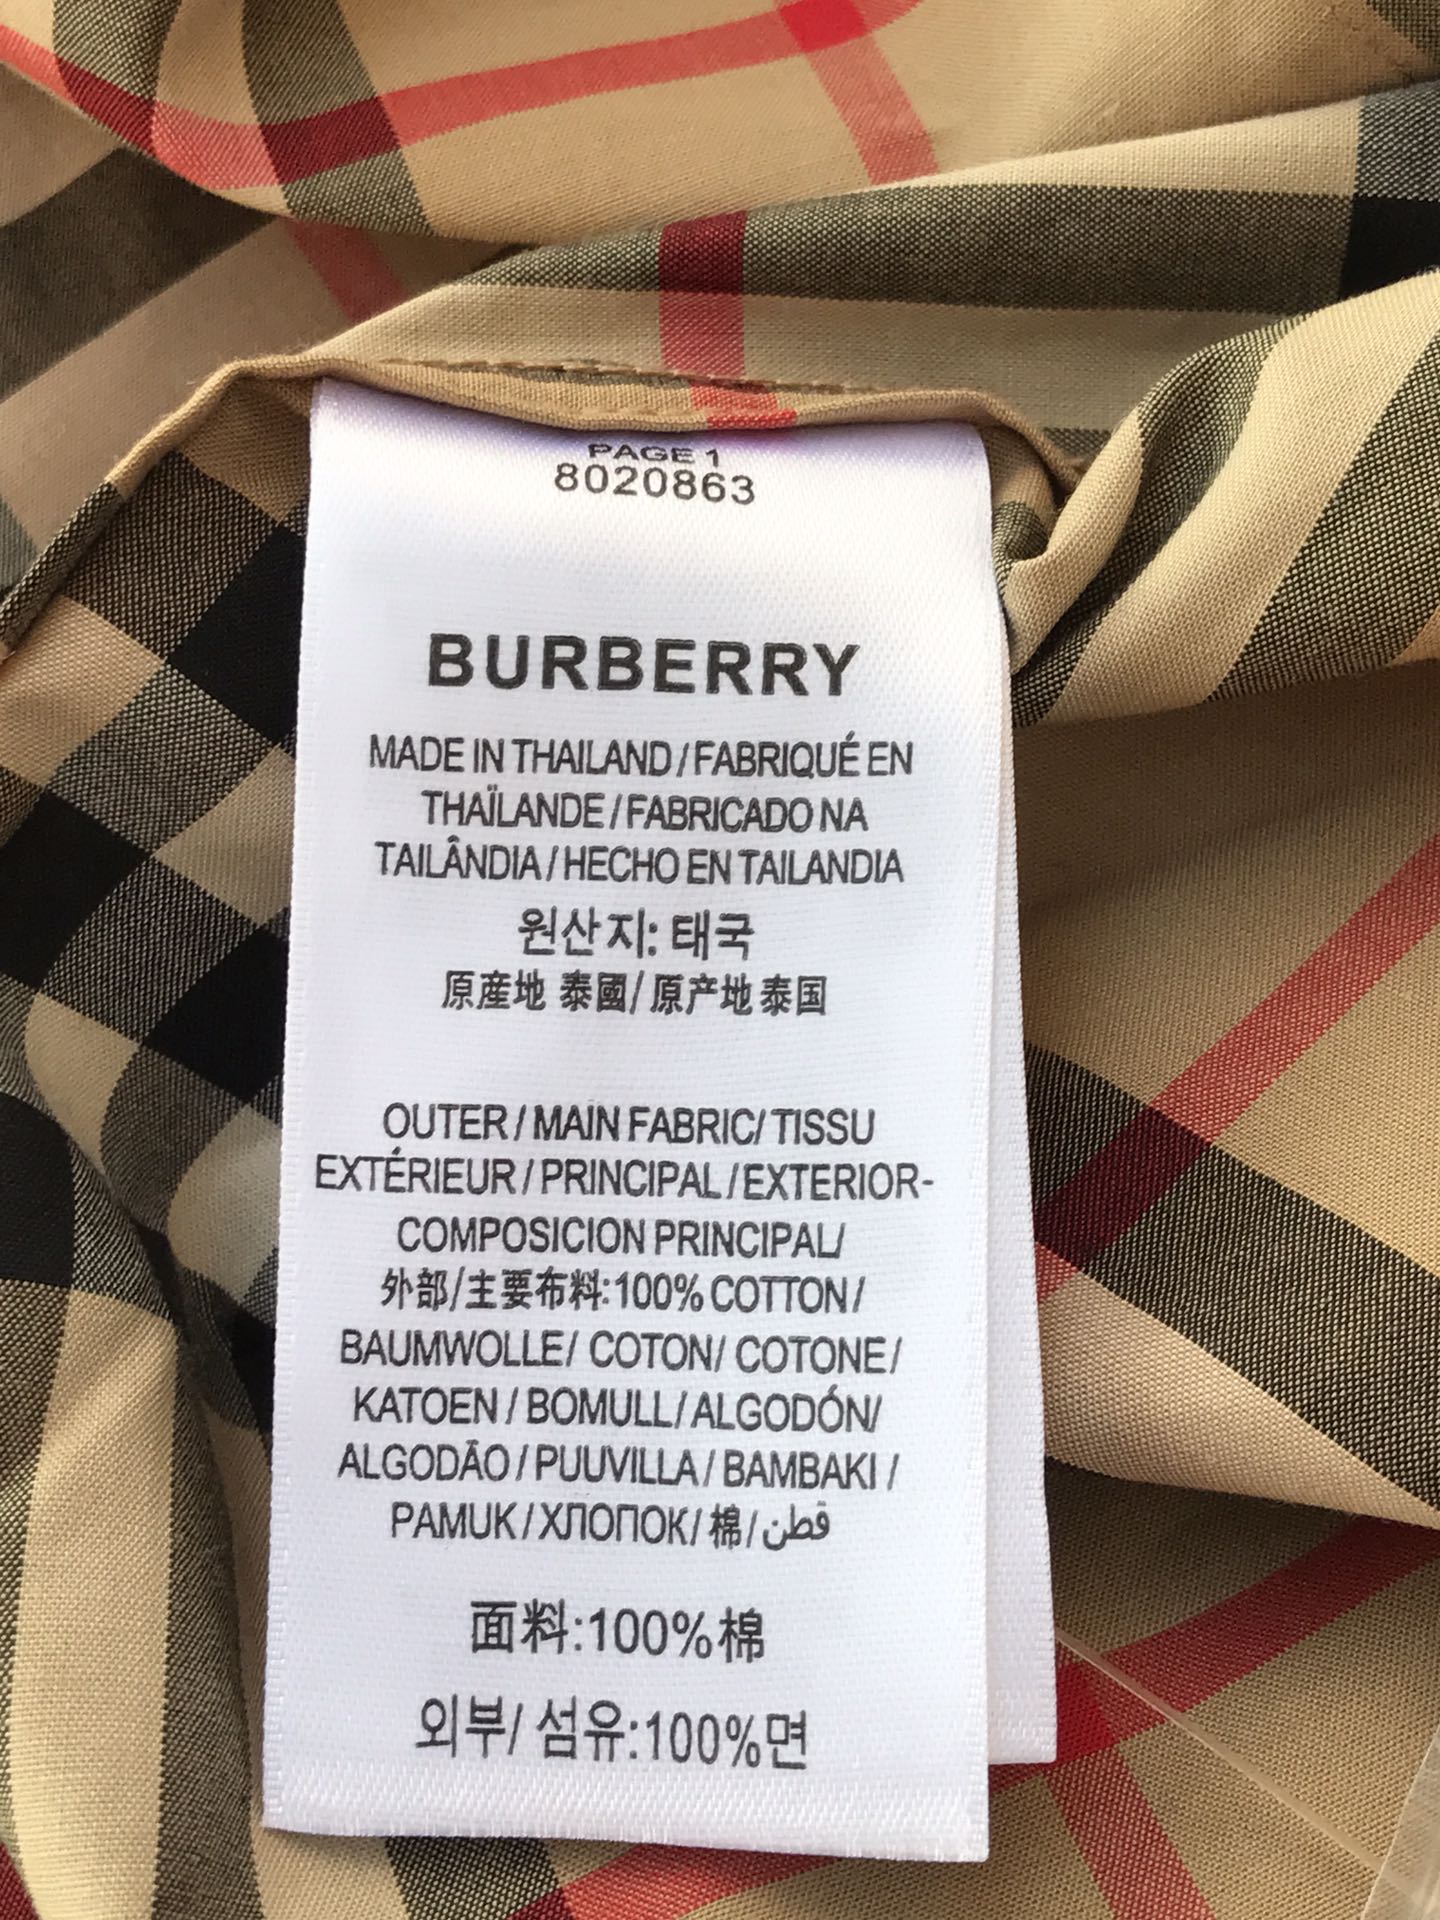 PAGE 1
8020863
BURBERRY
MADE IN THAILAND / FABRIQUÉ EN
THAÏLANDE / FABRICADO NA
TAILÂNDIA / HECHO EN TAILANDIA
원산지: 태국
原産地 泰國/ 原产地 泰国
OUTER / MAIN FABRIC/ TISSU
EXTÉRIEUR / PRINCIPAL / EXTERIOR-
COMPOSICION PRINCIPAL/
外部/主要布料:100% COTTON /
BAUMWOLLE/ COTON/ COTONE /
KATOEN / BOMULL/ ALGODÓN/
ALGODÃO / PUUVILLA / BAMBAKI /
PAMUK / ХЛОПОК/ 棉 / قطن
面料:100%棉
외부/ 섬유:100%면